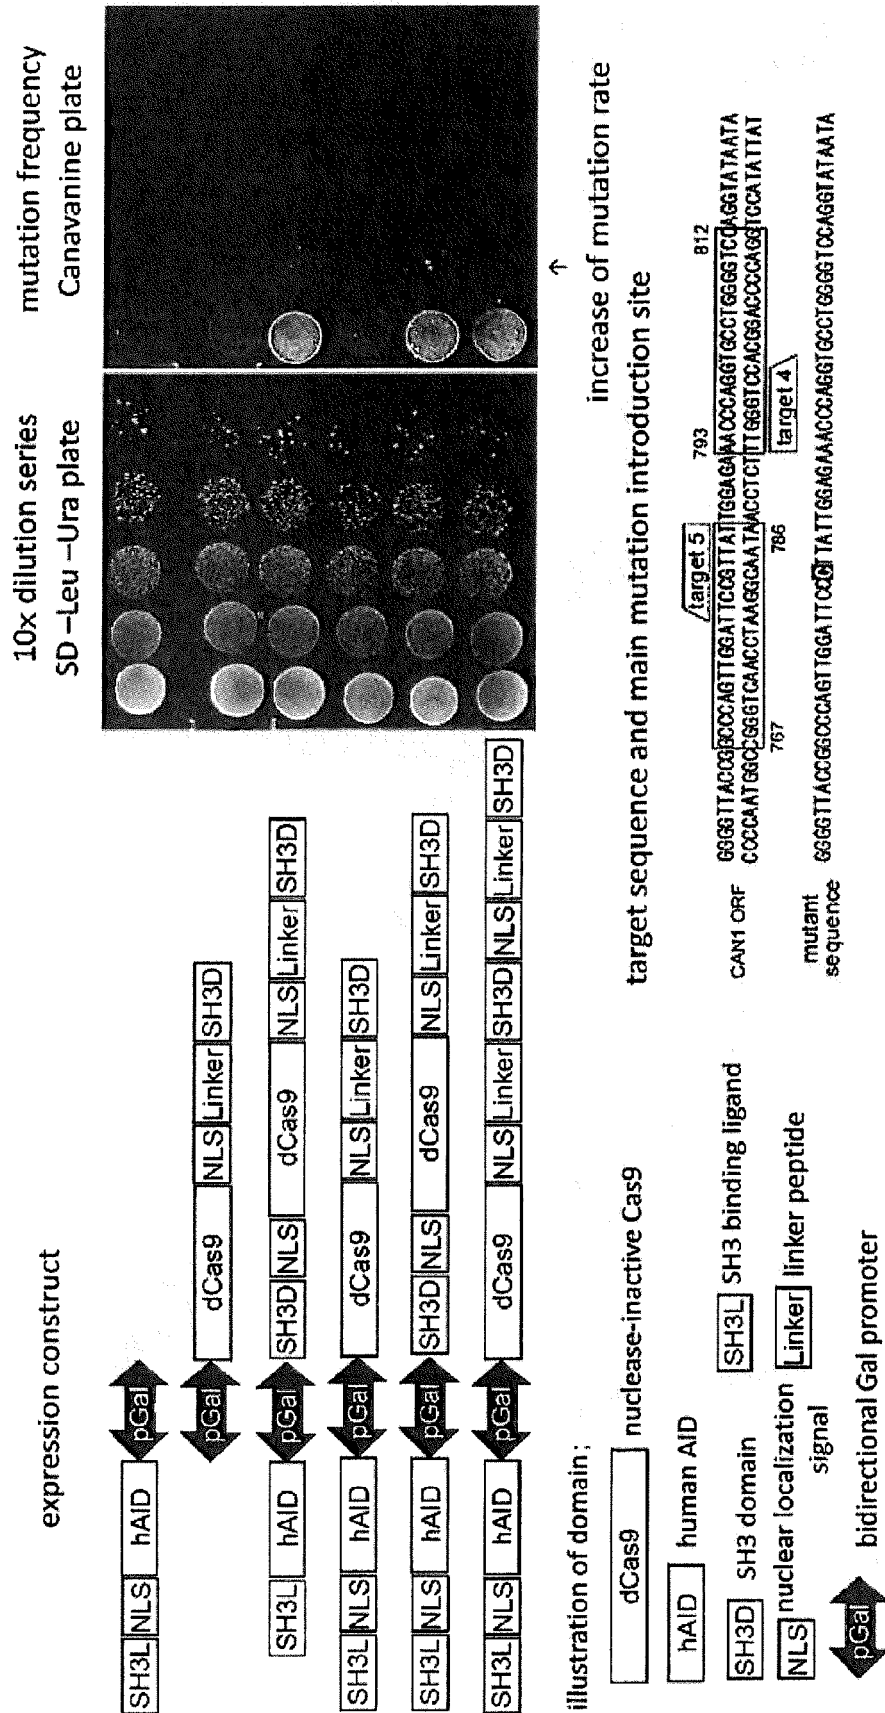 expression construct
10x dilution series
SD –Leu –Ura plate
mutation frequency
Canavanine plate
SH3L NLS hAID pGal
pGal dCas9 NLS Linker SH3D
SH3L hAID pGal SH3D NLS dCas9 NLS Linker SH3D
SH3L NLS hAID pGal dCas9 NLS Linker SH3D
SH3L NLS hAID pGal SH3D NLS dCas9 NLS Linker SH3D
SH3L NLS hAID pGal dCas9 NLS Linker SH3D NLS Linker SH3D
↑
increase of mutation rate
illustration of domain ;
dCas9 nuclease-inactive Cas9
hAID human AID
SH3D SH3 domain
SH3L SH3 binding ligand
NLS nuclear localization
signal
Linker linker peptide
pGal bidirectional Gal promoter
target sequence and main mutation introduction site
target 5
793 812
CAN1 ORF GGGGTTACCGGCCCAGTTGGATTCCGTTATTGGAGAAACCCAGGTGCCTGGGGTCCAGGTATAATA
CCCCAATGGCCGGGTCAACCTAAGGCAATAACCTCTTTGGGTCCACGGACCCCAGGTCCATATTAT
767 786
target 4
mutant
sequence
GGGGTTACCGGCCCAGTTGGATTCCGTTATTGGAGAAACCCAGGTGCCTGGGGTCCAGGTATAATA